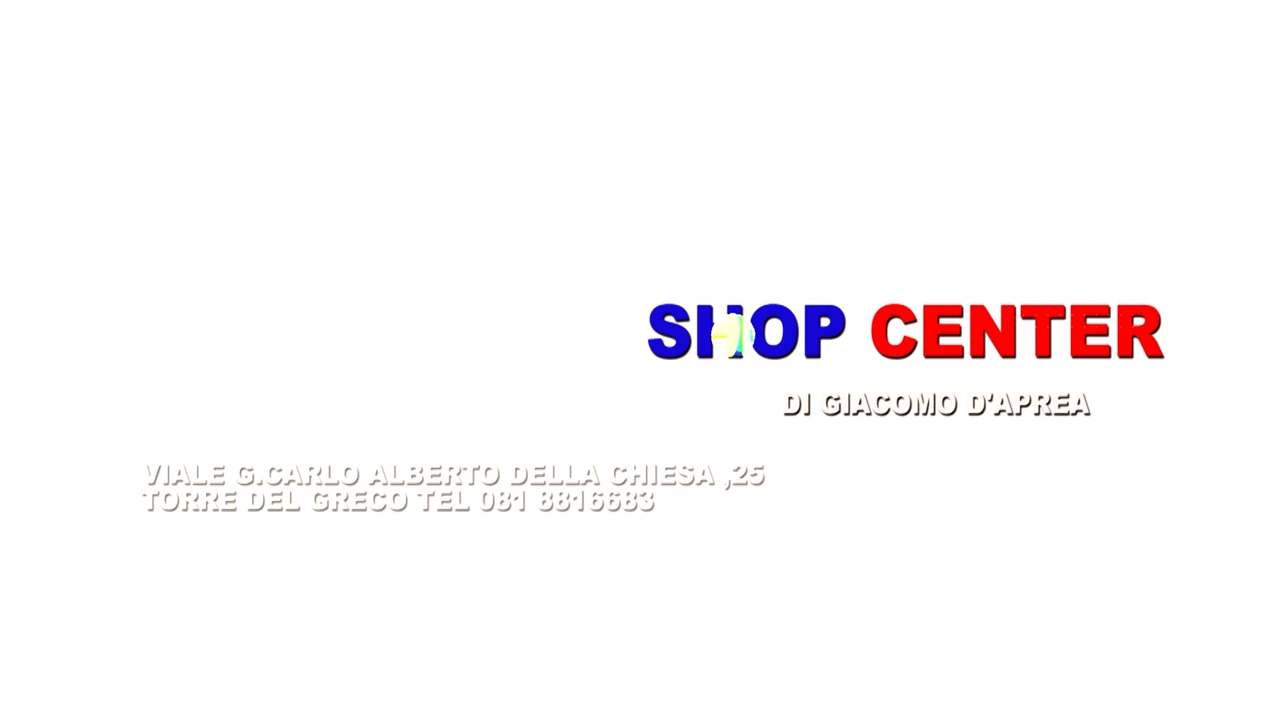 SHOP CENTER
DI GIACOMO D'APREA
VIALE G.CARLO ALBERTO DELLA CHIESA ,25
TORRE DEL GRECO TEL 081 8816683